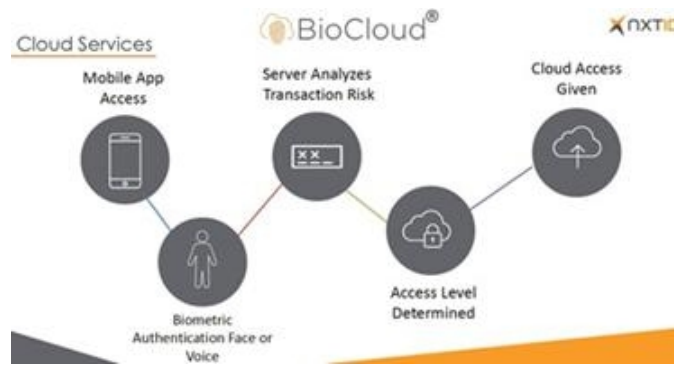 BioCloud®
NXTID
Cloud Services
Mobile App
Access
Server Analyzes
Transaction Risk
Cloud Access
Given
Biometric
Authentication Face or
Voice
Access Level
Determined